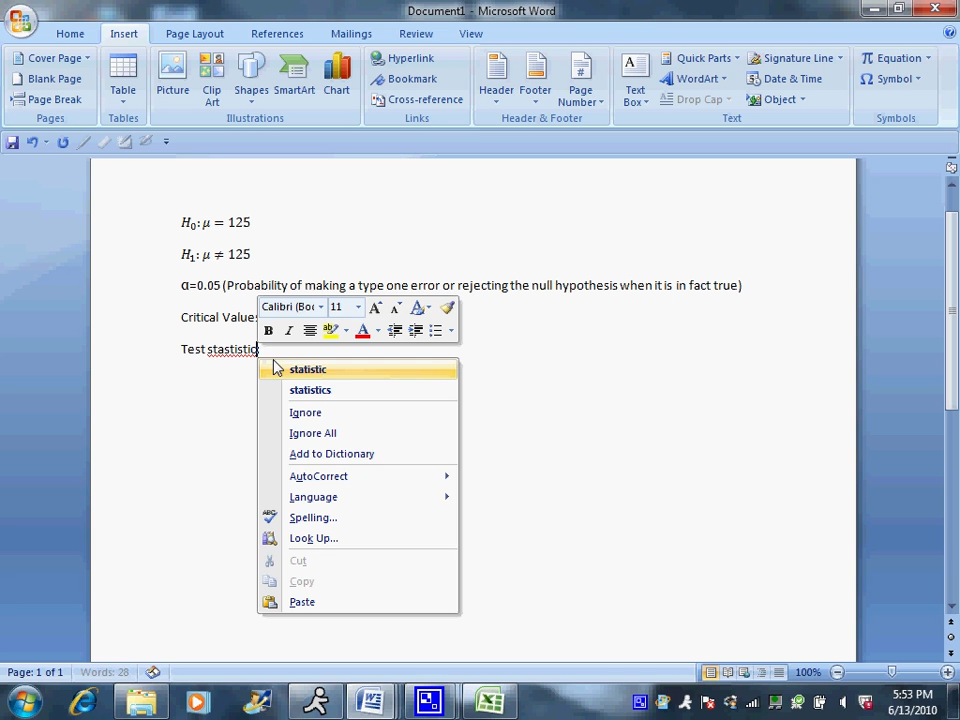 Document1 - Microsoft Word
Home Insert Page Layout References Mailings Review View
Cover Page
Blank Page
Page Break
Pages
Table
Tables
Picture
Clip Art
Shapes
SmartArt
Chart
Illustrations
Hyperlink
Bookmark
Cross-reference
Links
Header
Footer
Page Number
Header & Footer
Text Box
Quick Parts
WordArt
Drop Cap
Signature Line
Date & Time
Object
Text
Equation
Symbol
Symbols
H₀: μ = 125
H₁: μ ≠ 125
α=0.05 (Probability of making a type one error or rejecting the null hypothesis when it is in fact true)
Critical Values
Test stastistic
Calibri (Boc 11
statistic
statistics
Ignore
Ignore All
Add to Dictionary
AutoCorrect
Language
Spelling...
Look Up...
Cut
Copy
Paste
Page: 1 of 1 Words: 28 100%
5:53 PM
6/13/2010